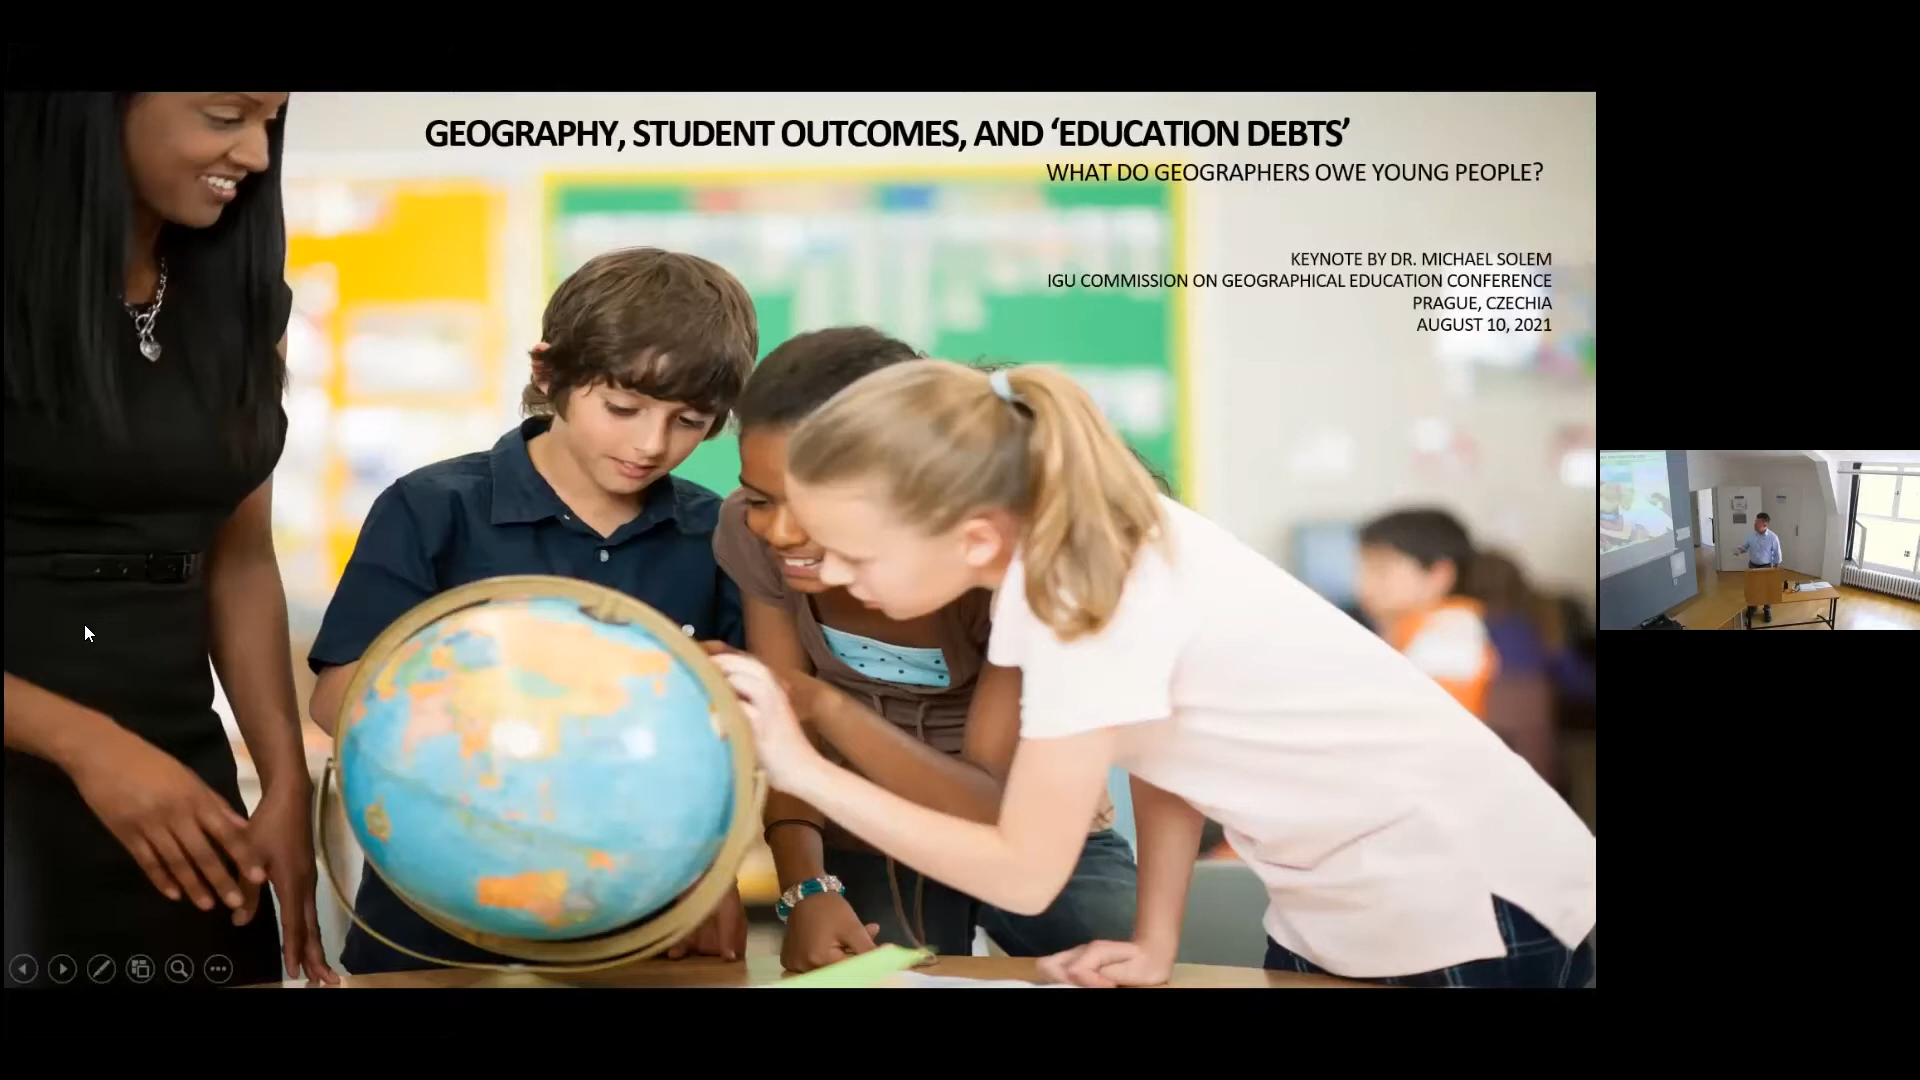 GEOGRAPHY, STUDENT OUTCOMES, AND ‘EDUCATION DEBTS’
WHAT DO GEOGRAPHERS OWE YOUNG PEOPLE?
KEYNOTE BY DR. MICHAEL SOLEM
IGU COMMISSION ON GEOGRAPHICAL EDUCATION CONFERENCE
PRAGUE, CZECHIA
AUGUST 10, 2021